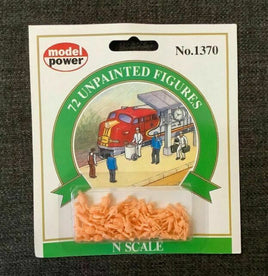 model
power
No.1370
72 UNPAINTED FIGURES
N SCALE